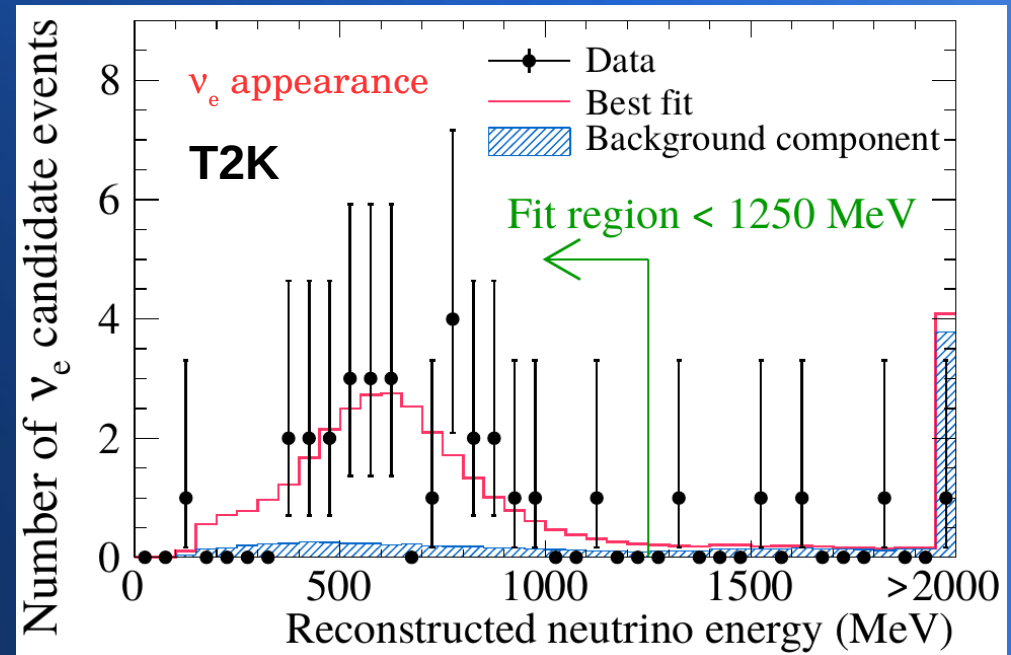 Number of νe candidate events
8
6
4
2
0
νe appearance
T2K
Data
Best fit
Background component
Fit region < 1250 MeV
0 500 1000 1500 >2000
Reconstructed neutrino energy (MeV)